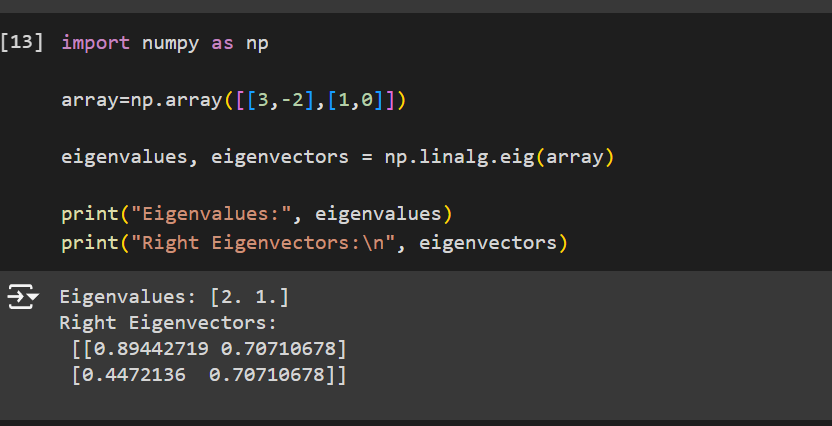 [13] import numpy as np
array=np.array([[3,-2],[1,0]])
eigenvalues, eigenvectors = np.linalg.eig(array)
print("Eigenvalues:", eigenvalues)
print("Right Eigenvectors:\n", eigenvectors)
Eigenvalues: [2. 1.]
Right Eigenvectors:
 [[0.89442719 0.70710678]
 [0.4472136  0.70710678]]